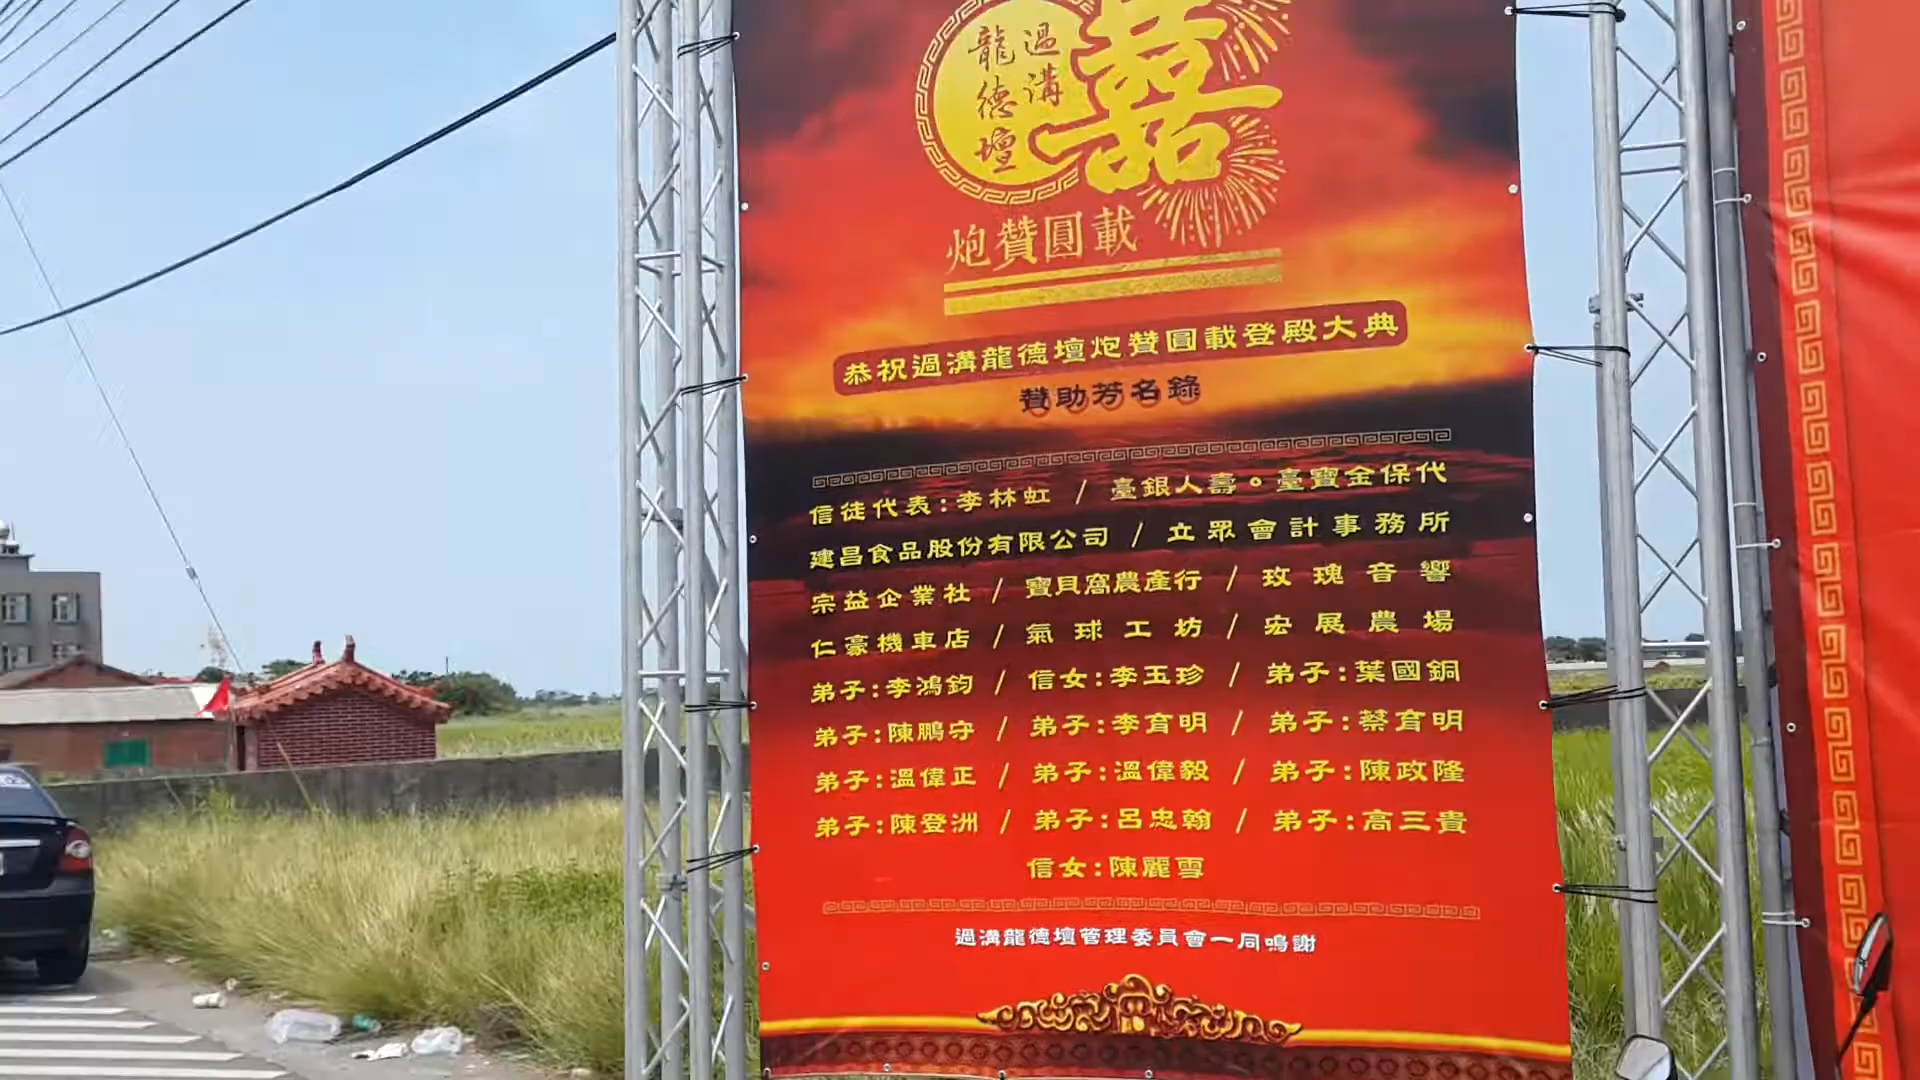 過溝
龍德壇
囍
炮贊圓載
恭祝過溝龍德壇炮贊圓載登殿大典
贊助芳名錄
信徒代表:李林虹 / 臺銀人壽。臺寶金保代
建昌食品股份有限公司 / 立眾會計事務所
宗益企業社 / 寶貝窩農產行 / 玫瑰音響
仁豪機車店 / 氣球工坊 / 宏展農場
弟子:李鴻鈞 / 信女:李玉珍 / 弟子:葉國銅
弟子:陳鵬守 / 弟子:李育明 / 弟子:蔡育明
弟子:溫偉正 / 弟子:溫偉毅 / 弟子:陳政隆
弟子:陳登洲 / 弟子:呂忠翰 / 弟子:高三貴
信女:陳麗雪
過溝龍德壇管理委員會一同鳴謝